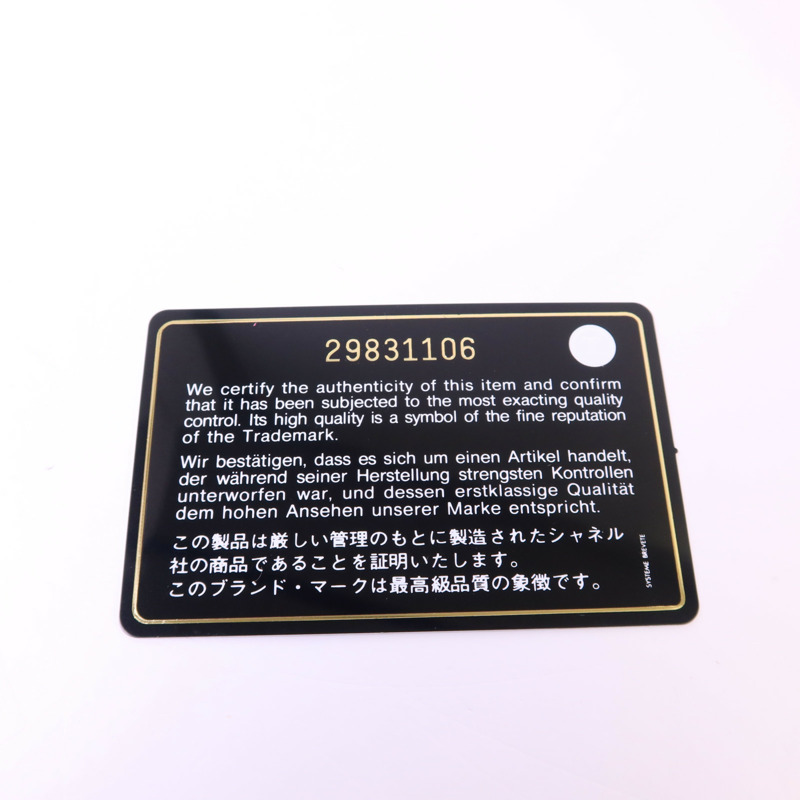 29831106
We certify the authenticity of this item and confirm
that it has been subjected to the most exacting quality
control. Its high quality is a symbol of the fine reputation
of the Trademark.
Wir bestätigen, dass es sich um einen Artikel handelt,
der während seiner Herstellung strengsten Kontrollen
unterworfen war, und dessen erstklassige Qualität
dem hohen Ansehen unserer Marke entspricht.
この製品は厳しい管理のもとに製造されたシャネル
社の商品であることを証明いたします。
このブランド・マークは最高級品質の象徴です。
SYSTEME BREVETE